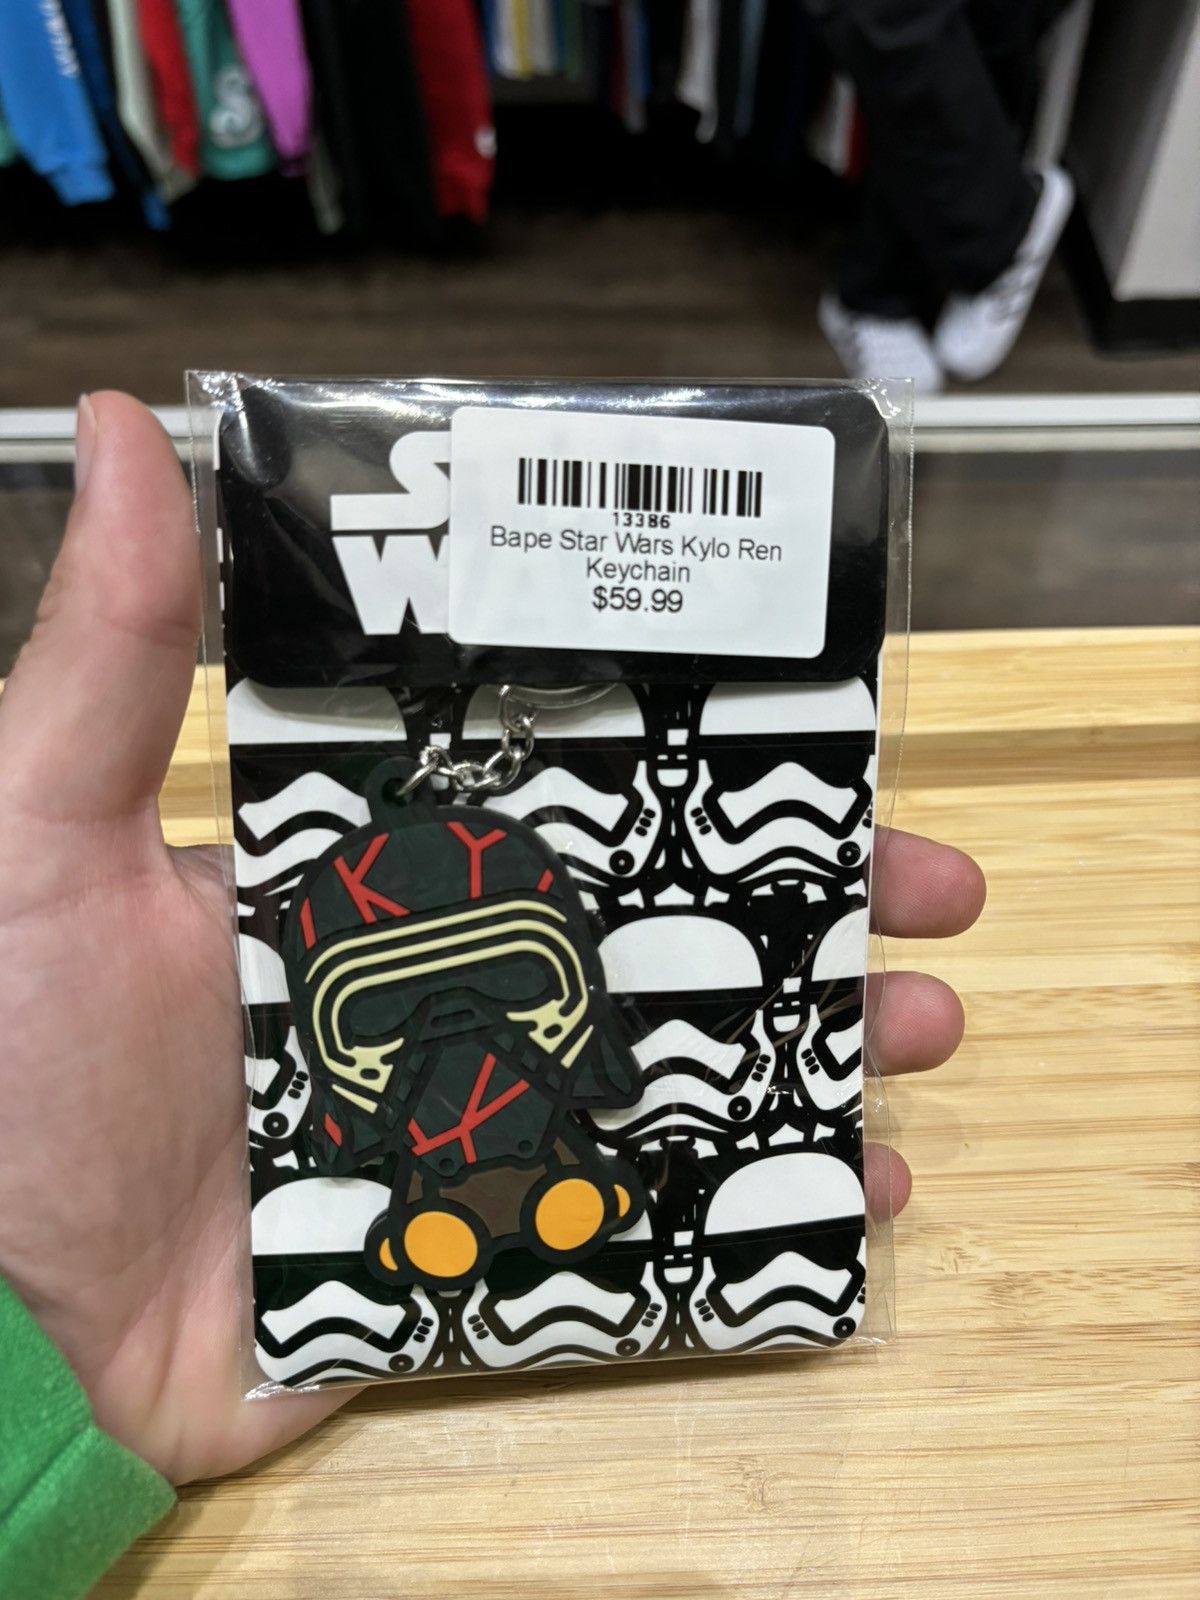 13386
Bape Star Wars Kylo Ren
Keychain
$59.99